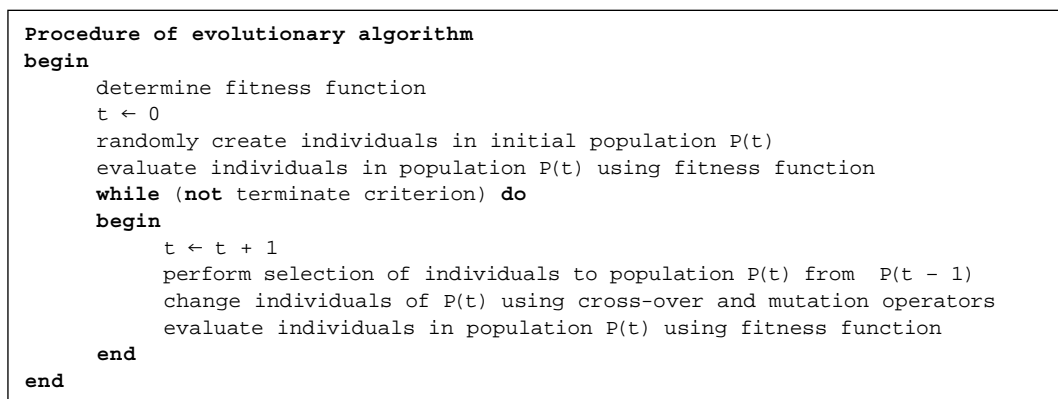 Procedure of evolutionary algorithm
begin
determine fitness function
t ← 0
randomly create individuals in initial population P(t)
evaluate individuals in population P(t) using fitness function
while (not terminate criterion) do
begin
t ← t + 1
perform selection of individuals to population P(t) from P(t – 1)
change individuals of P(t) using cross-over and mutation operators
evaluate individuals in population P(t) using fitness function
end
end